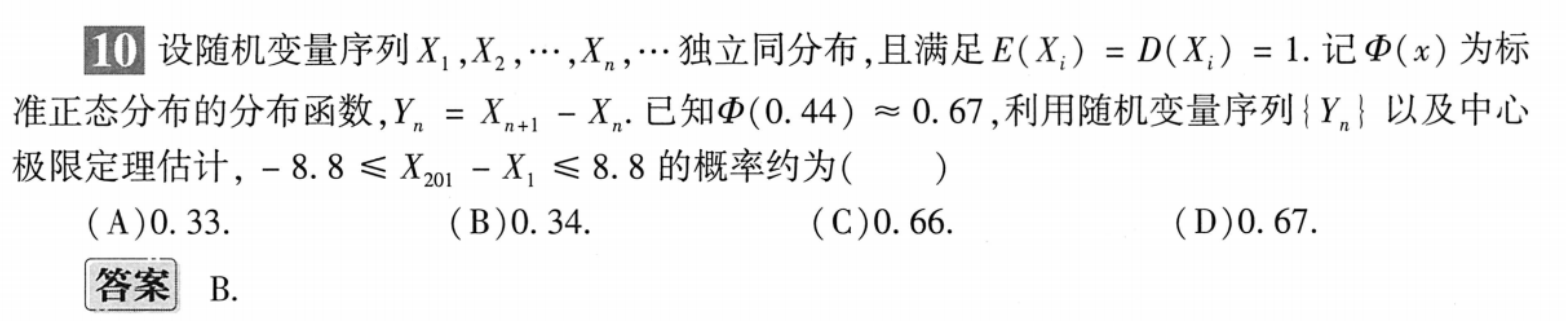 10 设随机变量序列 X₁,X₂,⋯,Xₙ,⋯独立同分布,且满足 E(Xᵢ) = D(Xᵢ) = 1. 记 Φ(x) 为标
准正态分布的分布函数,Yₙ = Xₙ₊₁ − Xₙ. 已知Φ(0.44) ≈ 0.67,利用随机变量序列{Yₙ} 以及中心
极限定理估计, − 8.8 ≤ X₂₀₁ − X₁ ≤ 8.8 的概率约为( )
(A)0.33. (B)0.34. (C)0.66. (D)0.67.
答案 B.